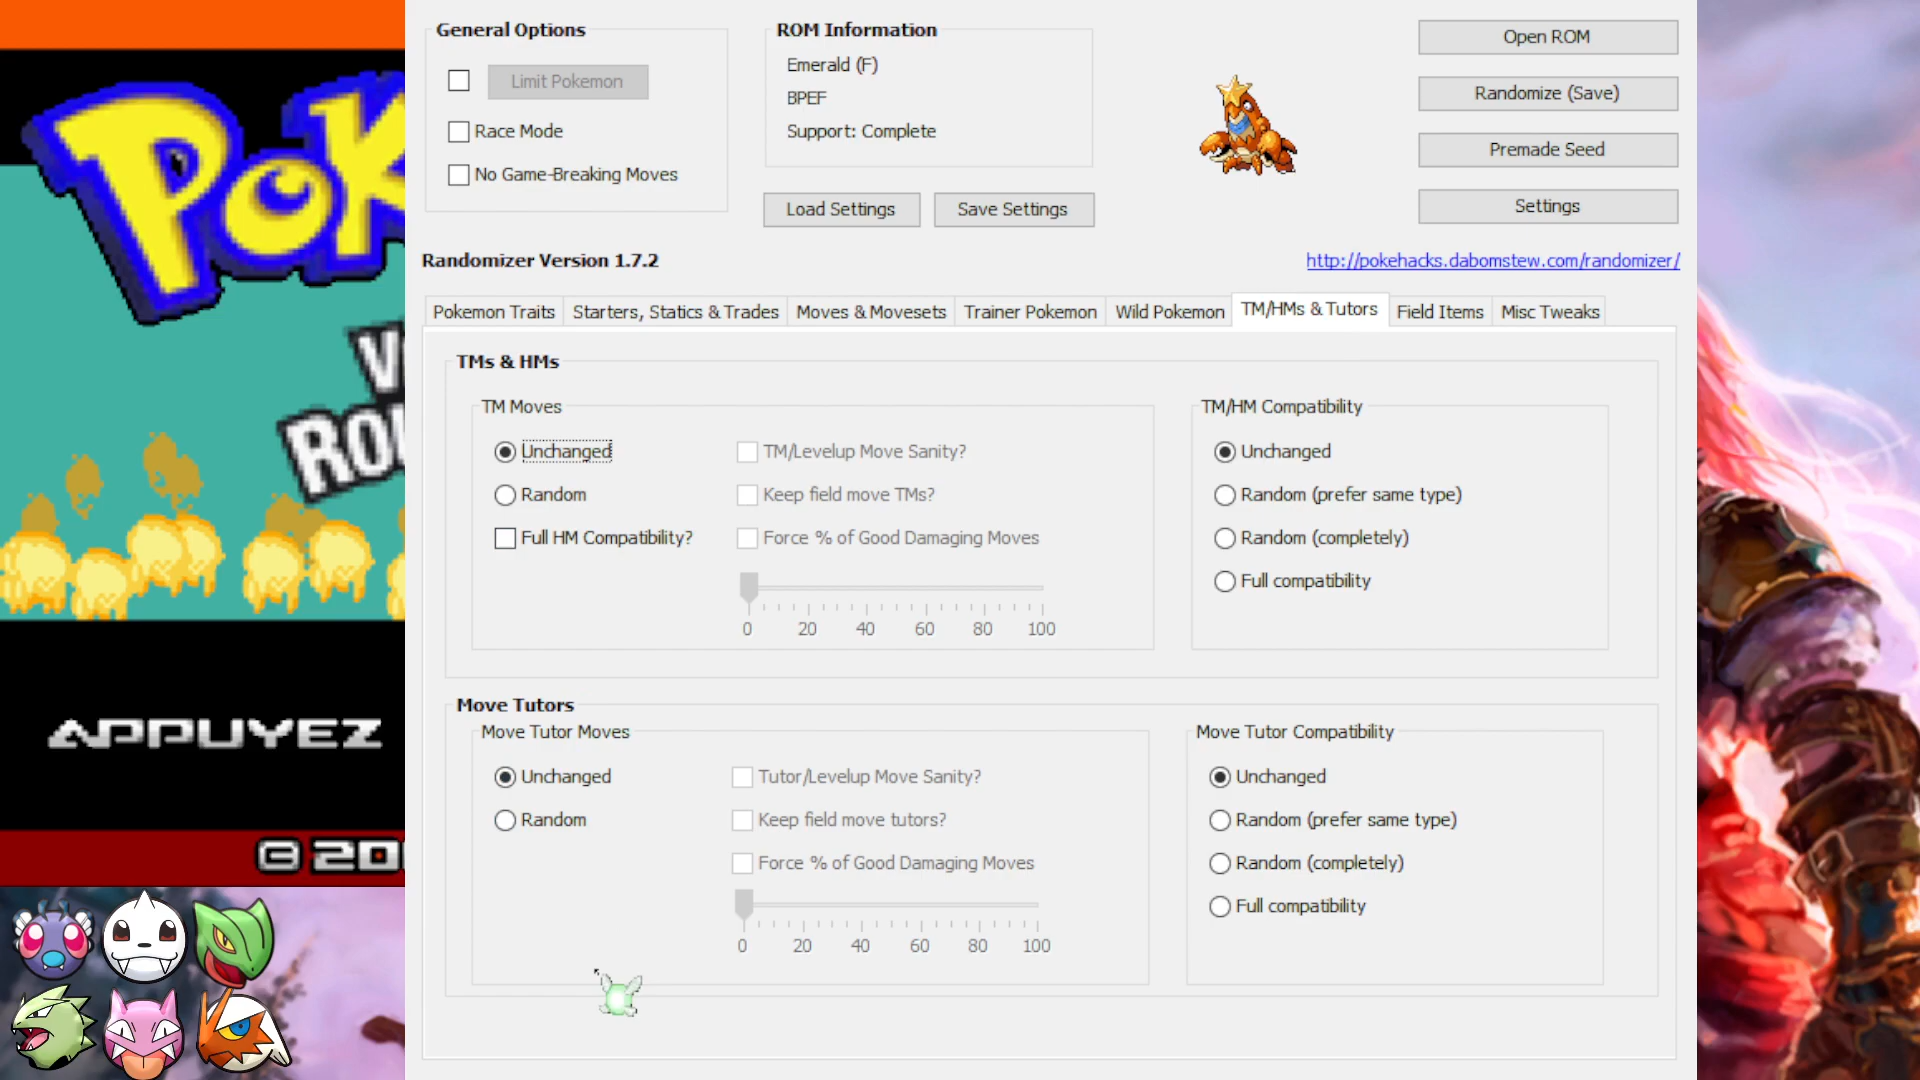 General Options
Limit Pokemon
Race Mode
No Game-Breaking Moves
ROM Information
Emerald (F)
BPEF
Support: Complete
Load Settings
Save Settings
Open ROM
Randomize (Save)
Premade Seed
Settings
Randomizer Version 1.7.2
http://pokehacks.dabomstew.com/randomizer/
Pokemon Traits
Starters, Statics & Trades
Moves & Movesets
Trainer Pokemon
Wild Pokemon
TM/HMs & Tutors
Field Items
Misc Tweaks
TMs & HMs
TM Moves
Unchanged
Random
Full HM Compatibility?
TM/Levelup Move Sanity?
Keep field move TMs?
Force % of Good Damaging Moves
0 20 40 60 80 100
TM/HM Compatibility
Unchanged
Random (prefer same type)
Random (completely)
Full compatibility
Move Tutors
Move Tutor Moves
Unchanged
Random
Tutor/Levelup Move Sanity?
Keep field move tutors?
Force % of Good Damaging Moves
0 20 40 60 80 100
Move Tutor Compatibility
Unchanged
Random (prefer same type)
Random (completely)
Full compatibility
APPUYEZ